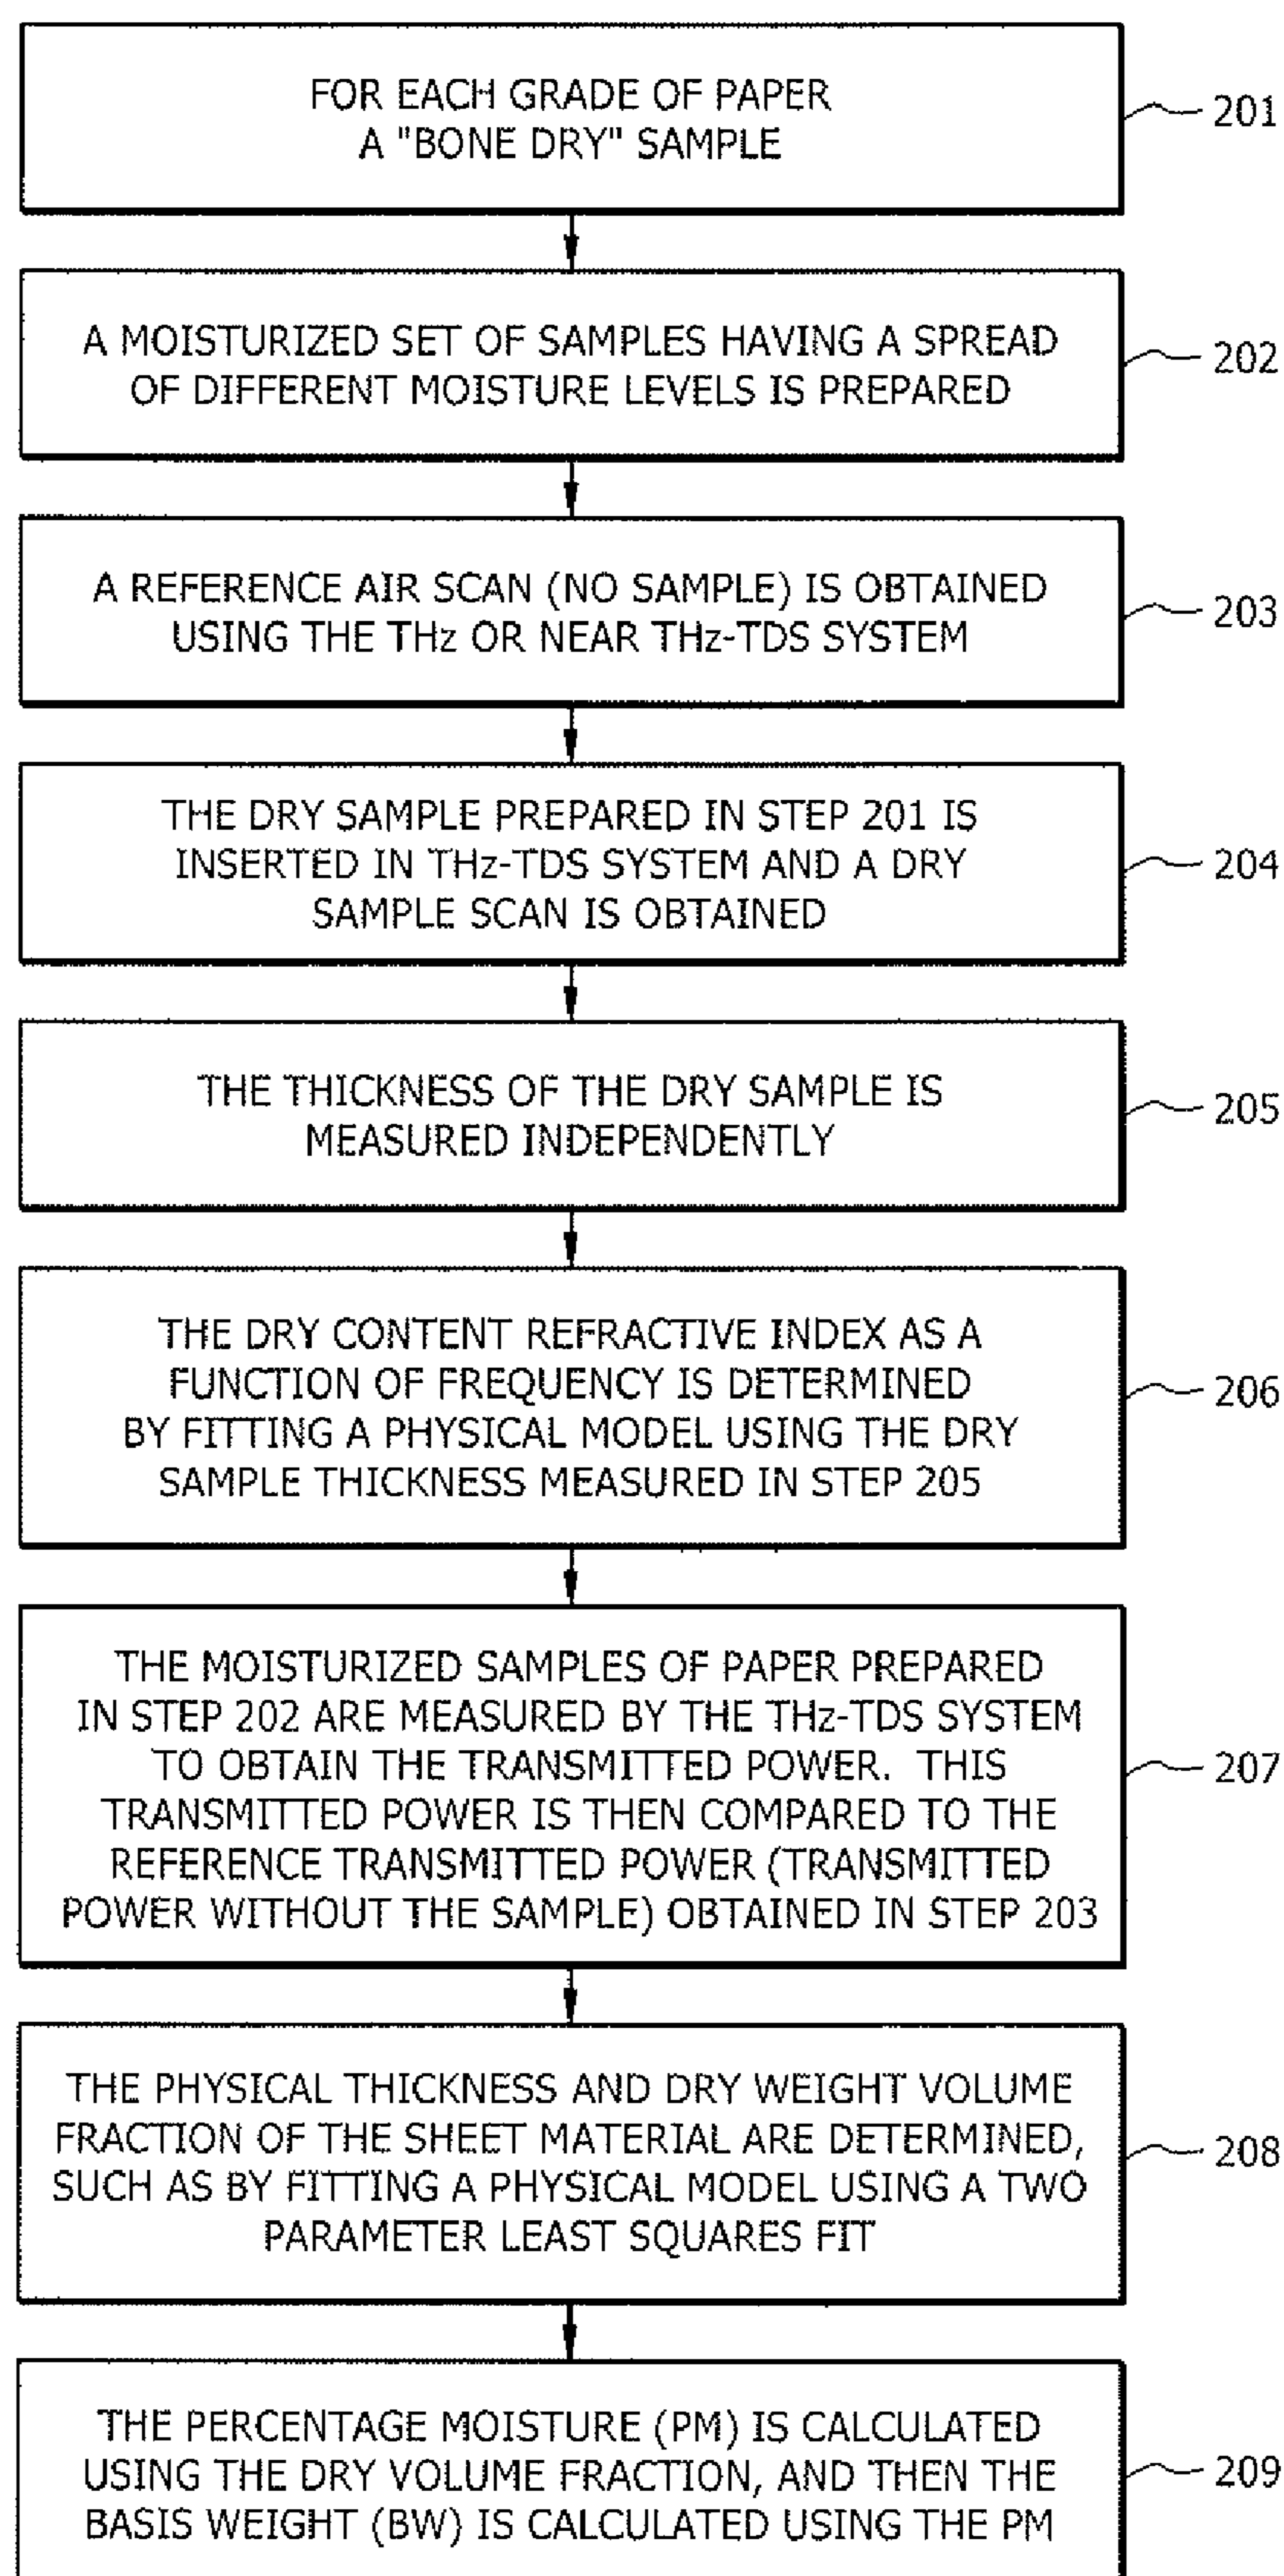 FOR EACH GRADE OF PAPER
A "BONE DRY" SAMPLE
201
A MOISTURIZED SET OF SAMPLES HAVING A SPREAD
OF DIFFERENT MOISTURE LEVELS IS PREPARED
202
A REFERENCE AIR SCAN (NO SAMPLE) IS OBTAINED
USING THE THz OR NEAR THz-TDS SYSTEM
203
THE DRY SAMPLE PREPARED IN STEP 201 IS
INSERTED IN THz-TDS SYSTEM AND A DRY
SAMPLE SCAN IS OBTAINED
204
THE THICKNESS OF THE DRY SAMPLE IS
MEASURED INDEPENDENTLY
205
THE DRY CONTENT REFRACTIVE INDEX AS A
FUNCTION OF FREQUENCY IS DETERMINED
BY FITTING A PHYSICAL MODEL USING THE DRY
SAMPLE THICKNESS MEASURED IN STEP 205
206
THE MOISTURIZED SAMPLES OF PAPER PREPARED
IN STEP 202 ARE MEASURED BY THE THz-TDS SYSTEM
TO OBTAIN THE TRANSMITTED POWER. THIS
TRANSMITTED POWER IS THEN COMPARED TO THE
REFERENCE TRANSMITTED POWER (TRANSMITTED
POWER WITHOUT THE SAMPLE) OBTAINED IN STEP 203
207
THE PHYSICAL THICKNESS AND DRY WEIGHT VOLUME
FRACTION OF THE SHEET MATERIAL ARE DETERMINED,
SUCH AS BY FITTING A PHYSICAL MODEL USING A TWO
PARAMETER LEAST SQUARES FIT
208
THE PERCENTAGE MOISTURE (PM) IS CALCULATED
USING THE DRY VOLUME FRACTION, AND THEN THE
BASIS WEIGHT (BW) IS CALCULATED USING THE PM
209